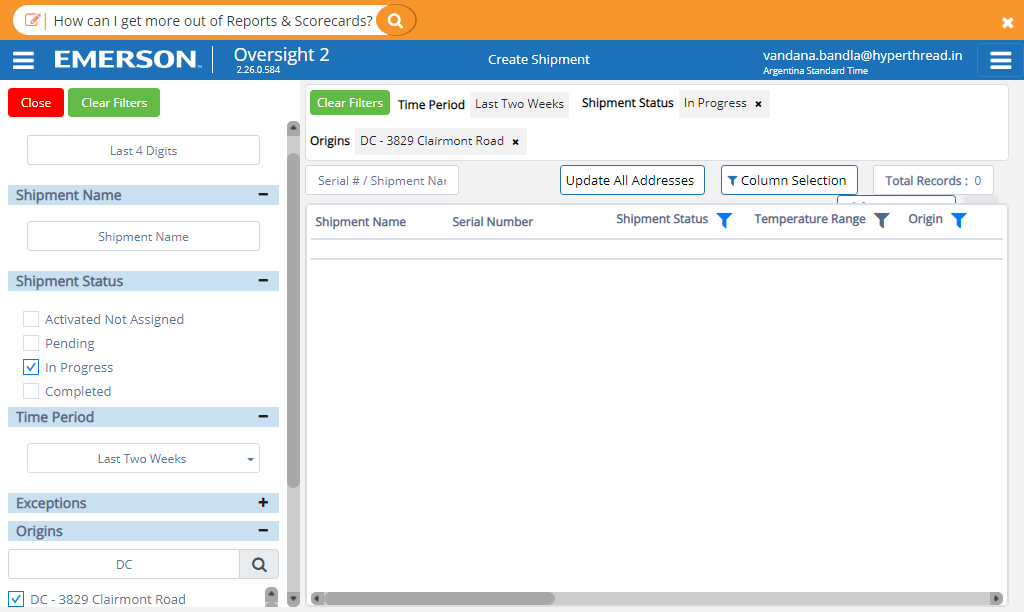 How can I get more out of Reports & Scorecards?
EMERSON
Oversight 2
2.26.0.584
Create Shipment
vandana.bandla@hyperthread.in
Argentina Standard Time
Close
Clear Filters
Last 4 Digits
Shipment Name
Shipment Name
Shipment Status
Activated Not Assigned
Pending
In Progress
Completed
Time Period
Last Two Weeks
Exceptions
Origins
DC
DC - 3829 Clairmont Road
Clear Filters
Time Period Last Two Weeks
Shipment Status In Progress ×
Origins DC - 3829 Clairmont Road ×
Serial # / Shipment Nar
Update All Addresses
Column Selection
Total Records : 0
Shipment Name
Serial Number
Shipment Status
Temperature Range
Origin